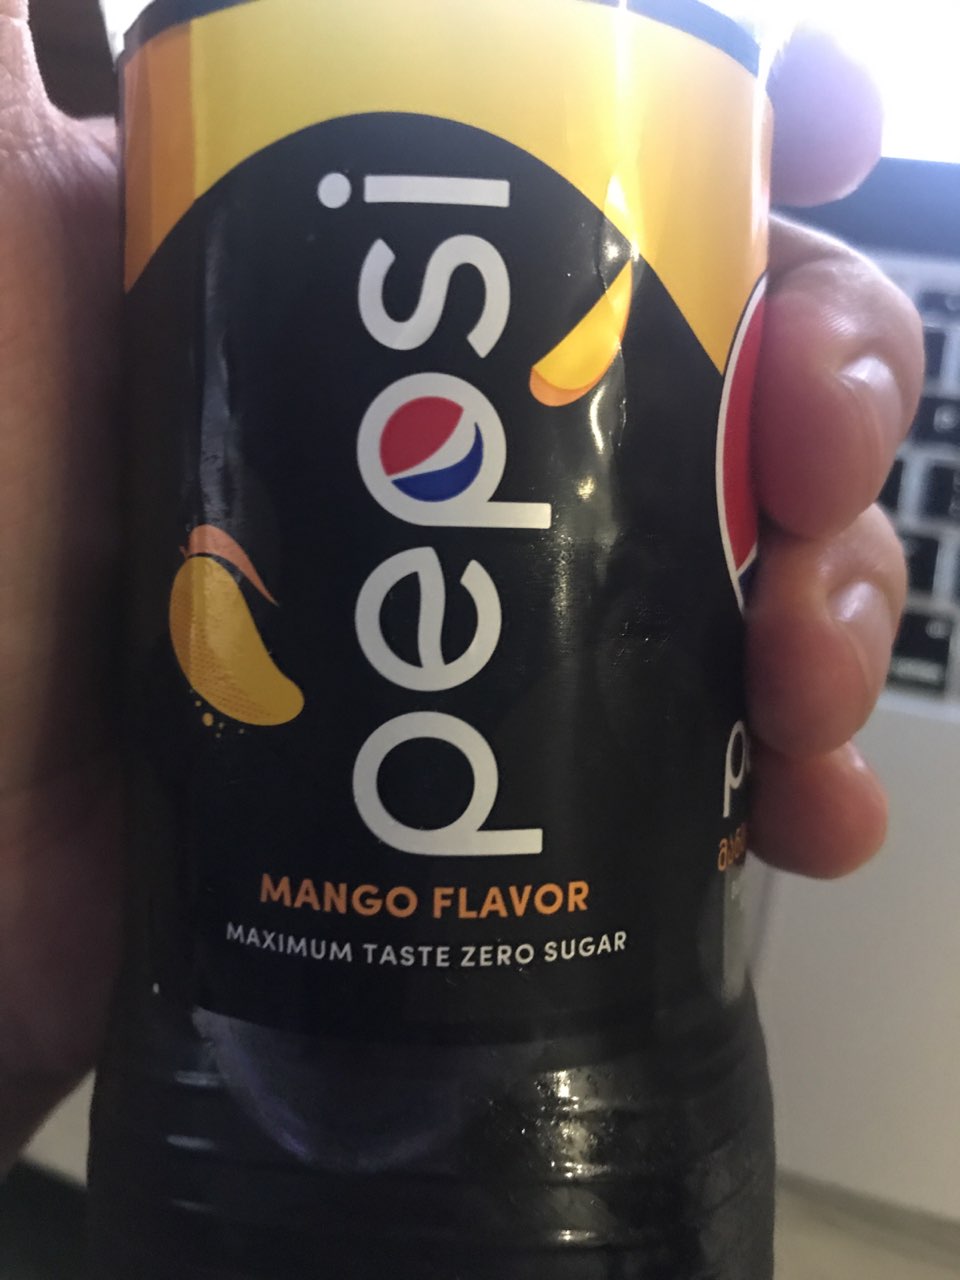 pepsi
MANGO FLAVOR
MAXIMUM TASTE ZERO SUGAR